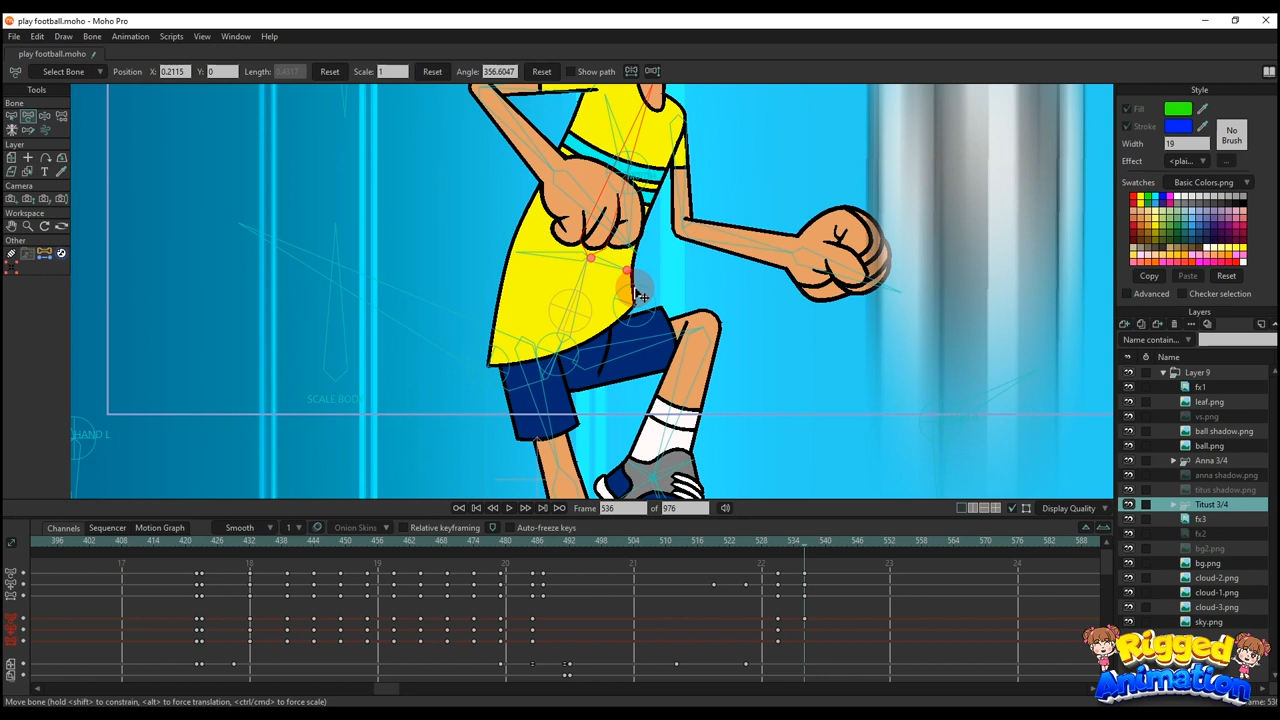 play football.moho - Moho Pro
File Edit Draw Bone Animation Scripts View Window Help
play football.moho
Select Bone Position X: 0.2115 Y: 0 Length: 0.4317 Reset Scale: 1 Reset Angle: 356.6047 Reset Show path
Tools
Bone
Layer
Camera
Workspace
Other
Style
Fill
Stroke
No Brush
Width 19
Effect <plai... ...
Swatches Basic Colors.png
Copy Paste Reset
Advanced Checker selection
Layers
Name contain...
Name
Layer 9
fx1
leaf.png
vs.png
ball shadow.png
ball.png
Anna 3/4
anna shadow.png
titus shadow.png
Titust 3/4
fx3
fx2
bg2.png
bg.png
cloud-2.png
cloud-1.png
cloud-3.png
sky.png
SCALE BOD
HAND L
Frame 536 of 976 Display Quality
Channels Sequencer Motion Graph Smooth 1 Onion Skins Relative keyframing Auto-freeze keys
396 402 408 414 420 426 432 438 444 450 456 462 468 474 480 486 492 498 504 510 516 522 528 534 540 546 552 558 564 570 576 582 588
17 18 19 20 21 22 23 24
Move bone (hold <shift> to constrain, <alt> to force translation, <ctrl/cmd> to force scale)
Rigged
Animation